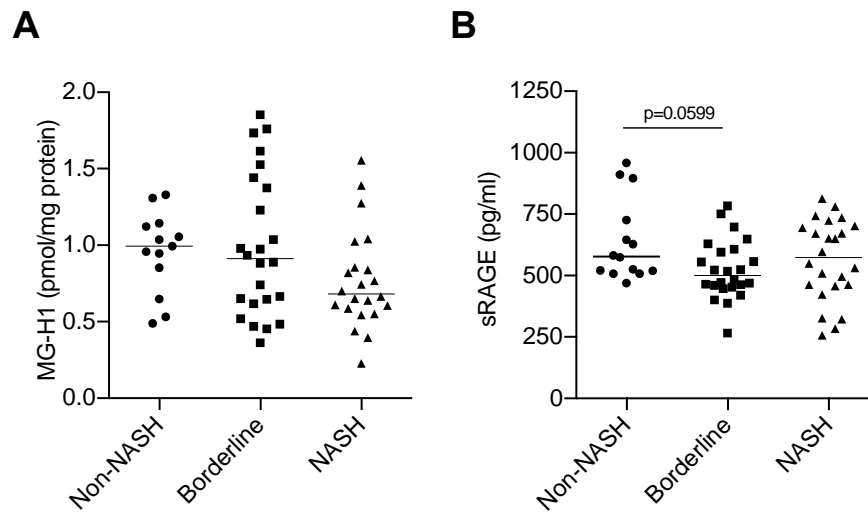 A
MG-H1 (pmol/mg protein)
2.0
1.5
1.0
0.5
0.0
Non-NASH
Borderline
NASH
B
sRAGE (pg/ml)
1250
1000
750
500
250
0
p=0.0599
Non-NASH
Borderline
NASH